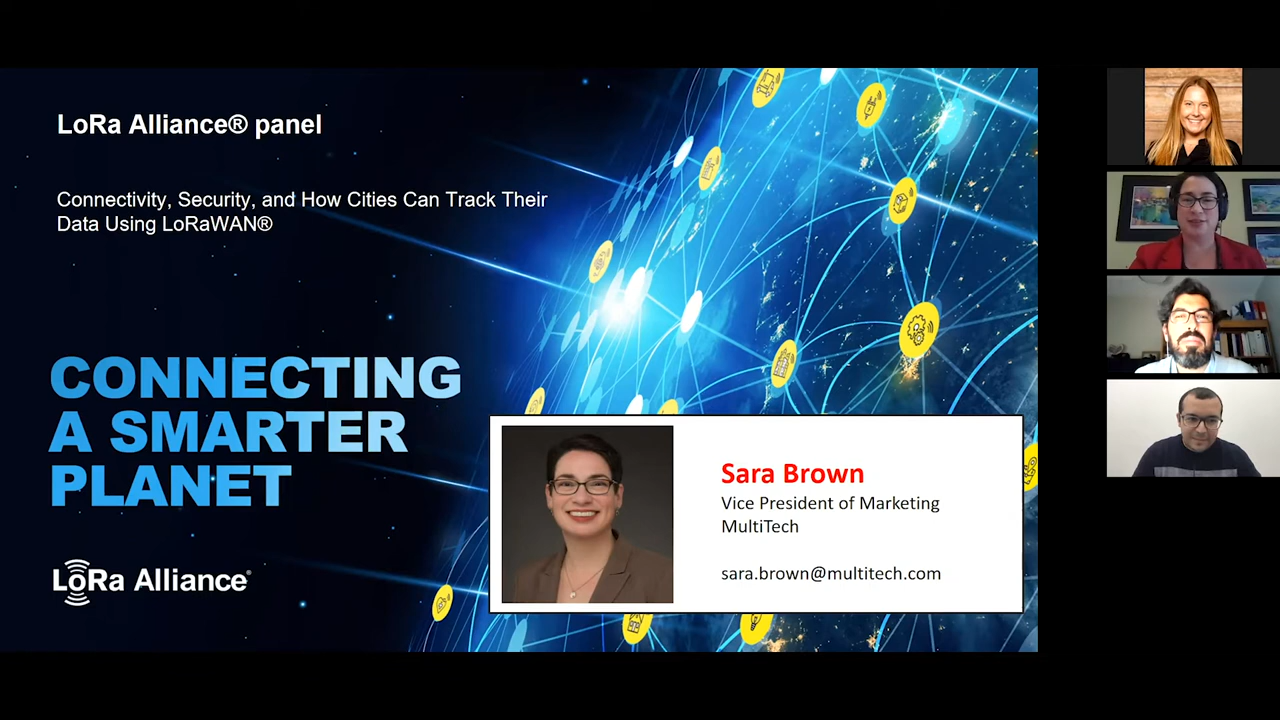 LoRa Alliance® panel
Connectivity, Security, and How Cities Can Track Their
Data Using LoRaWAN®
CONNECTING
A SMARTER
PLANET
LoRa Alliance®
Sara Brown
Vice President of Marketing
MultiTech
sara.brown@multitech.com